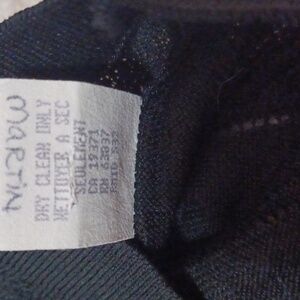 MARTIN
DRY CLEAN ONLY
NETTOYER A SEC
SEULEMENT
CA 19371
RN 63037